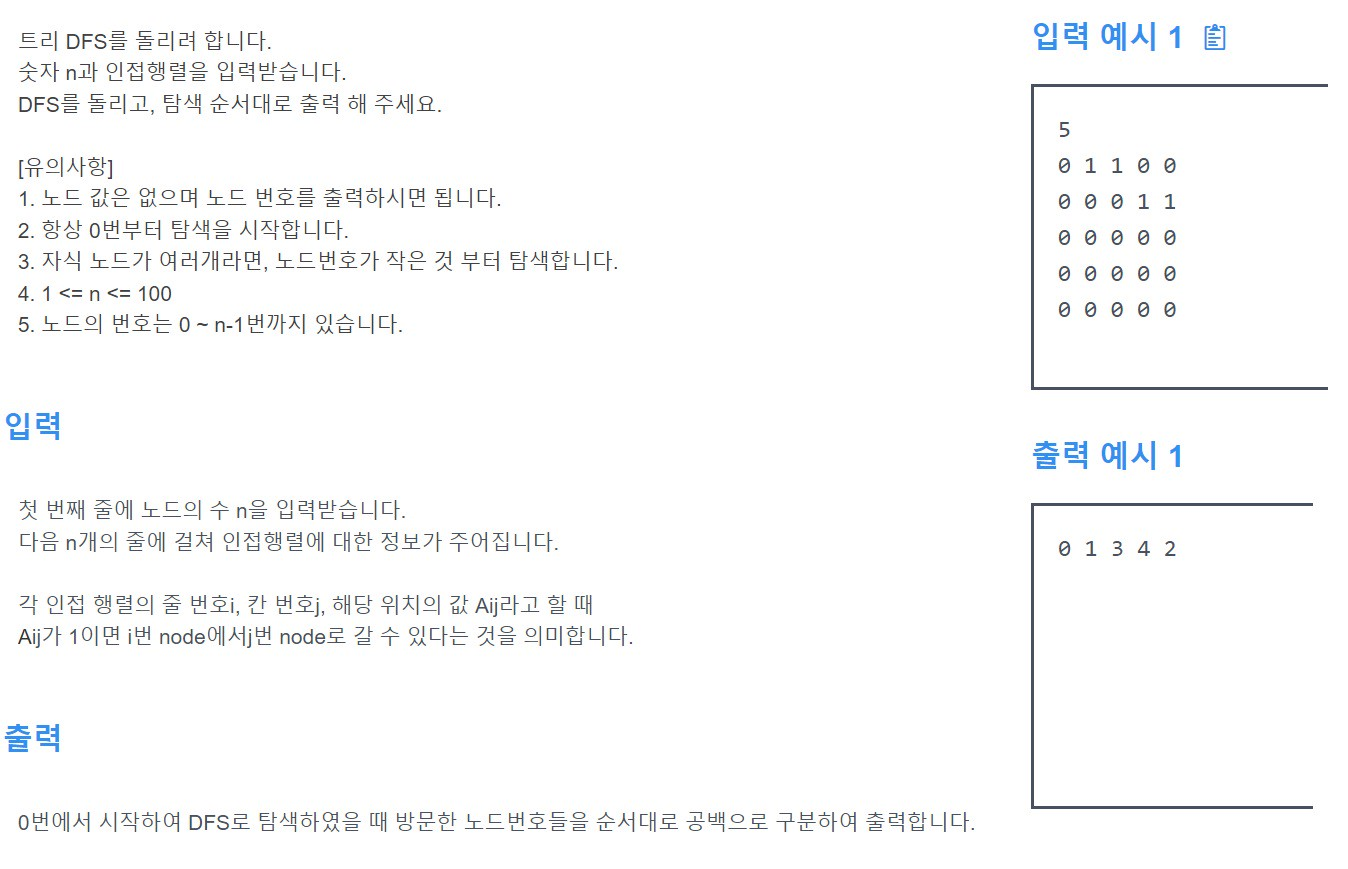 트리 DFS를 돌리려 합니다.
숫자 n과 인접행렬을 입력받습니다.
DFS를 돌리고, 탐색 순서대로 출력 해 주세요.
[유의사항]
1. 노드 값은 없으며 노드 번호를 출력하시면 됩니다.
2. 항상 0번부터 탐색을 시작합니다.
3. 자식 노드가 여러개라면, 노드번호가 작은 것 부터 탐색합니다.
4. 1 <= n <= 100
5. 노드의 번호는 0 ~ n-1번까지 있습니다.
입력
첫 번째 줄에 노드의 수 n을 입력받습니다.
다음 n개의 줄에 걸쳐 인접행렬에 대한 정보가 주어집니다.
각 인접 행렬의 줄 번호i, 칸 번호j, 해당 위치의 값 Aij라고 할 때
Aij가 1이면 i번 node에서j번 node로 갈 수 있다는 것을 의미합니다.
출력
0번에서 시작하여 DFS로 탐색하였을 때 방문한 노드번호들을 순서대로 공백으로 구분하여 출력합니다.
입력 예시 1
5
0 1 1 0 0
0 0 0 1 1
0 0 0 0 0
0 0 0 0 0
0 0 0 0 0
출력 예시 1
0 1 3 4 2